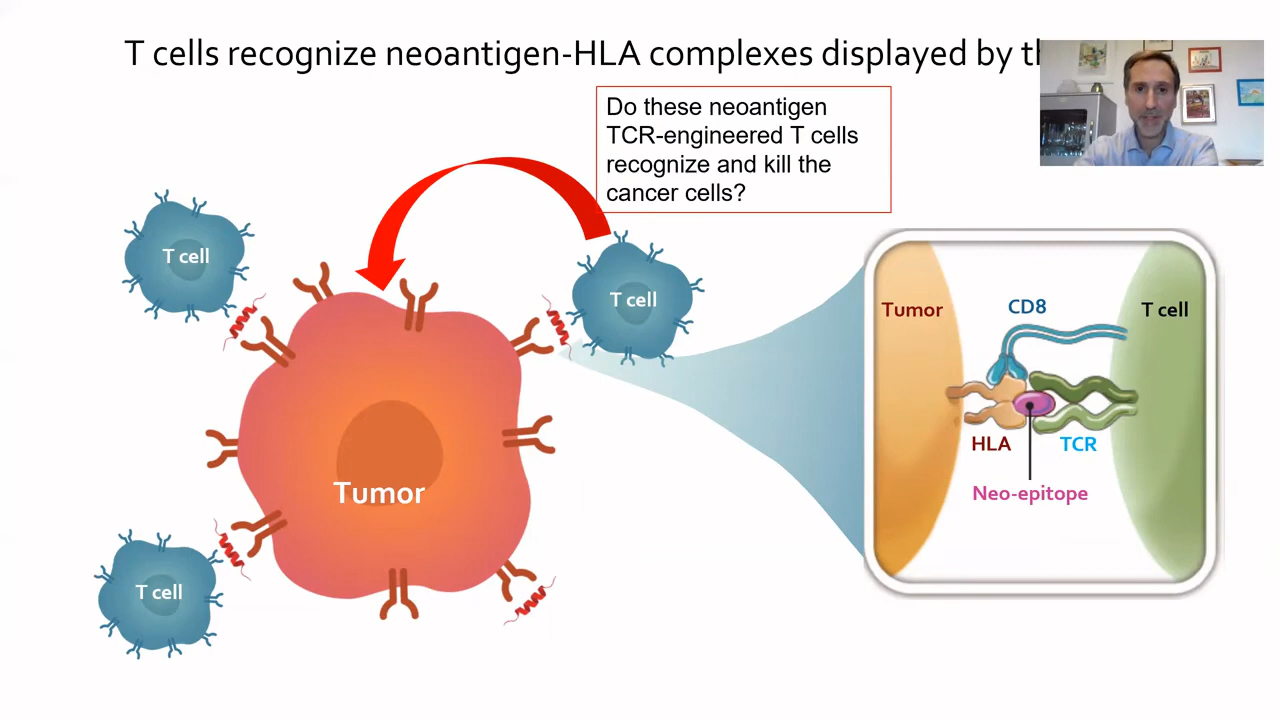 T cells recognize neoantigen-HLA complexes displayed by
Do these neoantigen
TCR-engineered T cells
recognize and kill the
cancer cells?
T cell
T cell
Tumor
CD8
T cell
HLA
TCR
Tumor
Neo-epitope
T cell